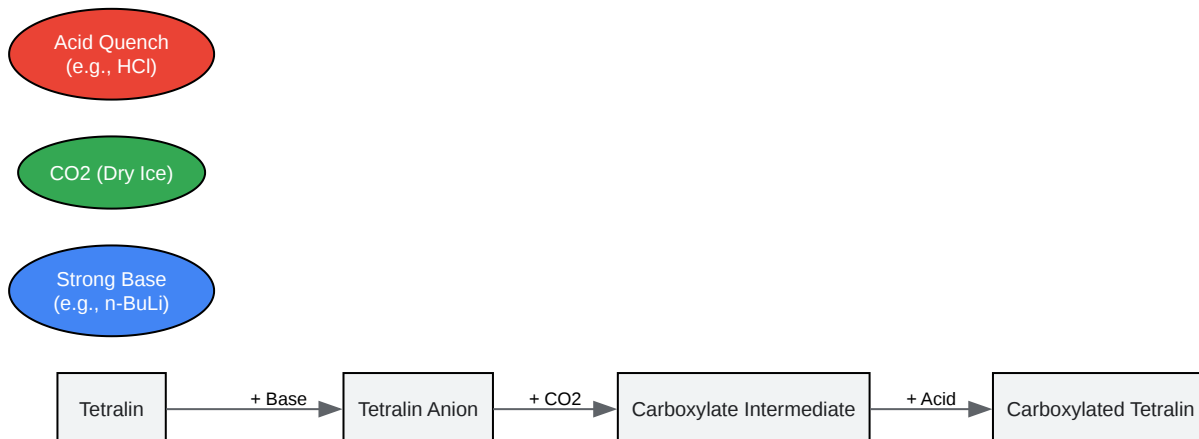 Acid Quench
(e.g., HCl)
CO2 (Dry Ice)
Strong Base
(e.g., n-BuLi)
Tetralin
+ Base
Tetralin Anion
+ CO2
Carboxylate Intermediate
+ Acid
Carboxylated Tetralin